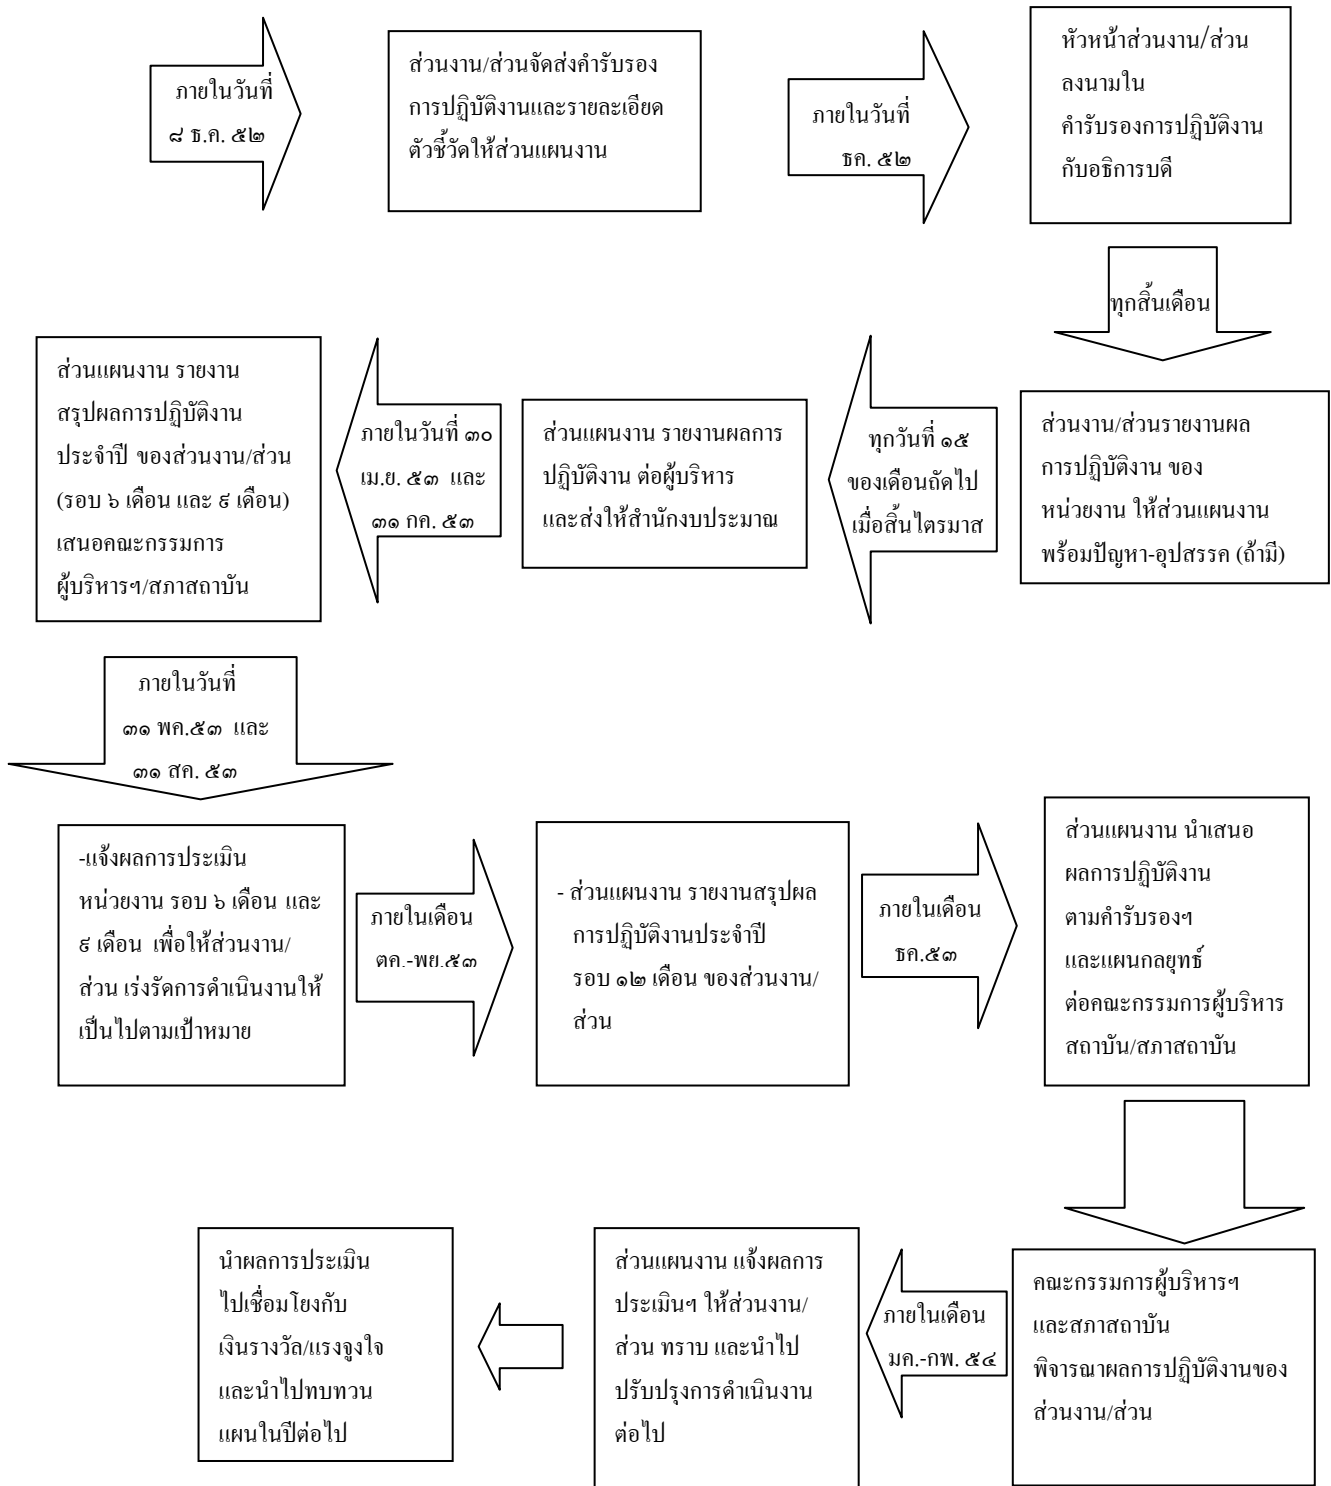 ภายในวันที่
๘ ธ.ค. ๕๒
ส่วนงาน/ส่วนจัดส่งคำรับรอง
การปฏิบัติงานและรายละเอียด
ตัวชี้วัดให้ส่วนแผนงาน
ภายในวันที่
ธค. ๕๒
หัวหน้าส่วนงาน/ส่วน
ลงนามใน
คำรับรองการปฏิบัติงาน
กับอธิการบดี
ทุกสิ้นเดือน
ส่วนงาน/ส่วนรายงานผล
การปฏิบัติงาน ของ
หน่วยงาน ให้ส่วนแผนงาน
พร้อมปัญหา-อุปสรรค (ถ้ามี)
ทุกวันที่ ๑๕
ของเดือนถัดไป
เมื่อสิ้นไตรมาส
ส่วนแผนงาน รายงานผลการ
ปฏิบัติงาน ต่อผู้บริหาร
และส่งให้สำนักงบประมาณ
ภายในวันที่ ๓๐
เม.ย. ๕๓ และ
๓๑ กค. ๕๓
ส่วนแผนงาน รายงาน
สรุปผลการปฏิบัติงาน
ประจำปี ของส่วนงาน/ส่วน
(รอบ ๖ เดือน และ ๙ เดือน)
เสนอคณะกรรมการ
ผู้บริหารฯ/สภาสถาบัน
ภายในวันที่
๓๑ พค.๕๓ และ
๓๑ สค. ๕๓
-แจ้งผลการประเมิน
หน่วยงาน รอบ ๖ เดือน และ
๙ เดือน เพื่อให้ส่วนงาน/
ส่วน เร่งรัดการดำเนินงานให้
เป็นไปตามเป้าหมาย
ภายในเดือน
ตค.-พย.๕๓
- ส่วนแผนงาน รายงานสรุปผล
การปฏิบัติงานประจำปี
รอบ ๑๒ เดือน ของส่วนงาน/
ส่วน
ภายในเดือน
ธค.๕๓
ส่วนแผนงาน นำเสนอ
ผลการปฏิบัติงาน
ตามคำรับรองฯ
และแผนกลยุทธ์
ต่อคณะกรรมการผู้บริหาร
สถาบัน/สภาสถาบัน
คณะกรรมการผู้บริหารฯ
และสภาสถาบัน
พิจารณาผลการปฏิบัติงานของ
ส่วนงาน/ส่วน
ภายในเดือน
มค.-กพ. ๕๔
ส่วนแผนงาน แจ้งผลการ
ประเมินฯ ให้ส่วนงาน/
ส่วน ทราบ และนำไป
ปรับปรุงการดำเนินงาน
ต่อไป
นำผลการประเมิน
ไปเชื่อมโยงกับ
เงินรางวัล/แรงจูงใจ
และนำไปทบทวน
แผนในปีต่อไป